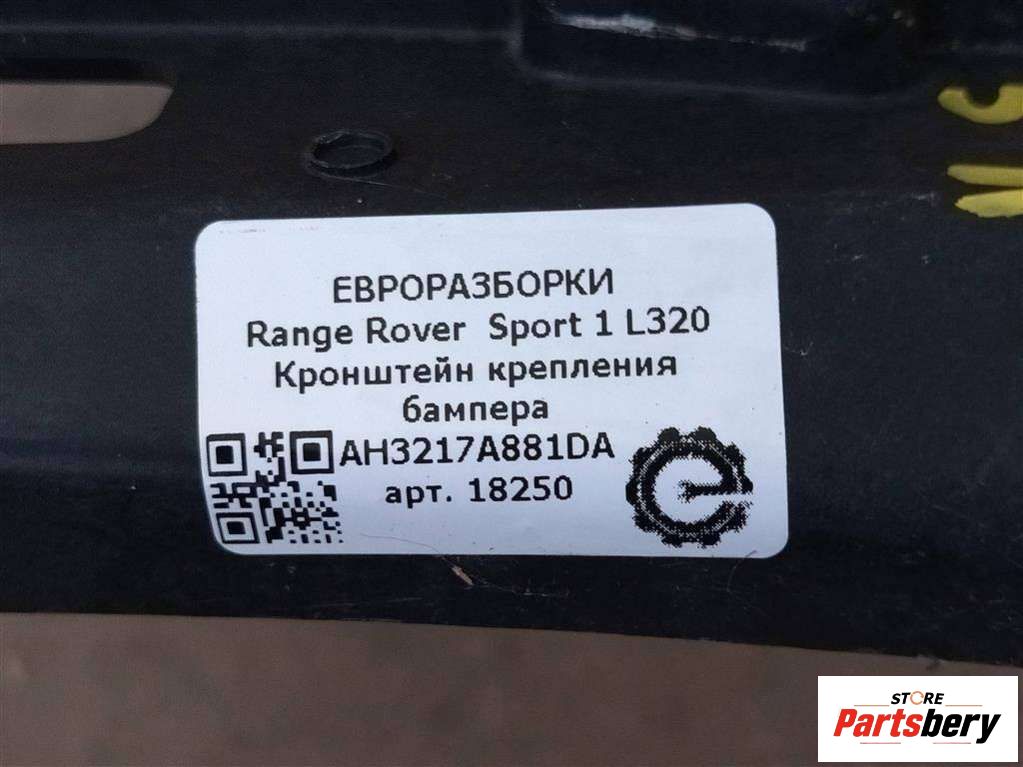 ЕВРОРАЗБОРКИ
Range Rover Sport 1 L320
Кронштейн крепления
бампера
AH3217A881DA
арт. 18250
STORE
Partsbery